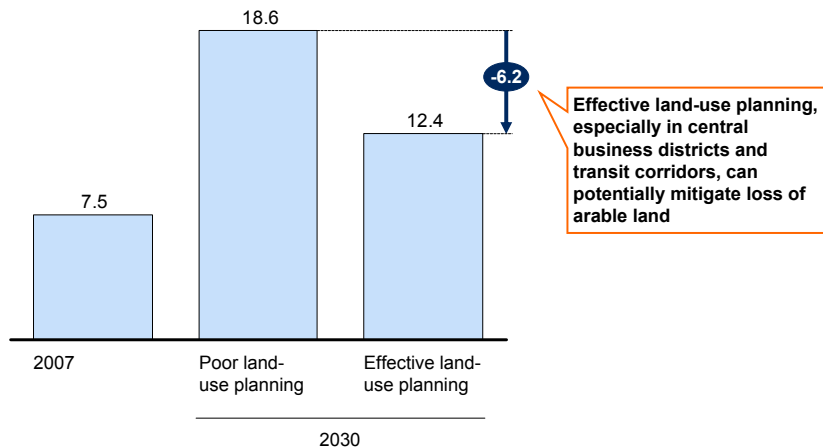 18.6
-6.2
12.4
7.5
Effective land-use planning,
especially in central
business districts and
transit corridors, can
potentially mitigate loss of
arable land
2007
Poor land-
use planning
Effective land-
use planning
2030